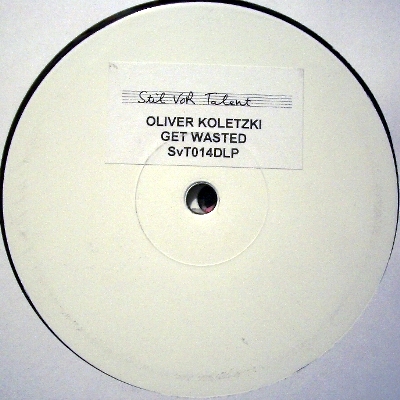 Stil VOR Talent
OLIVER KOLETZKI
GET WASTED
SvT014DLP